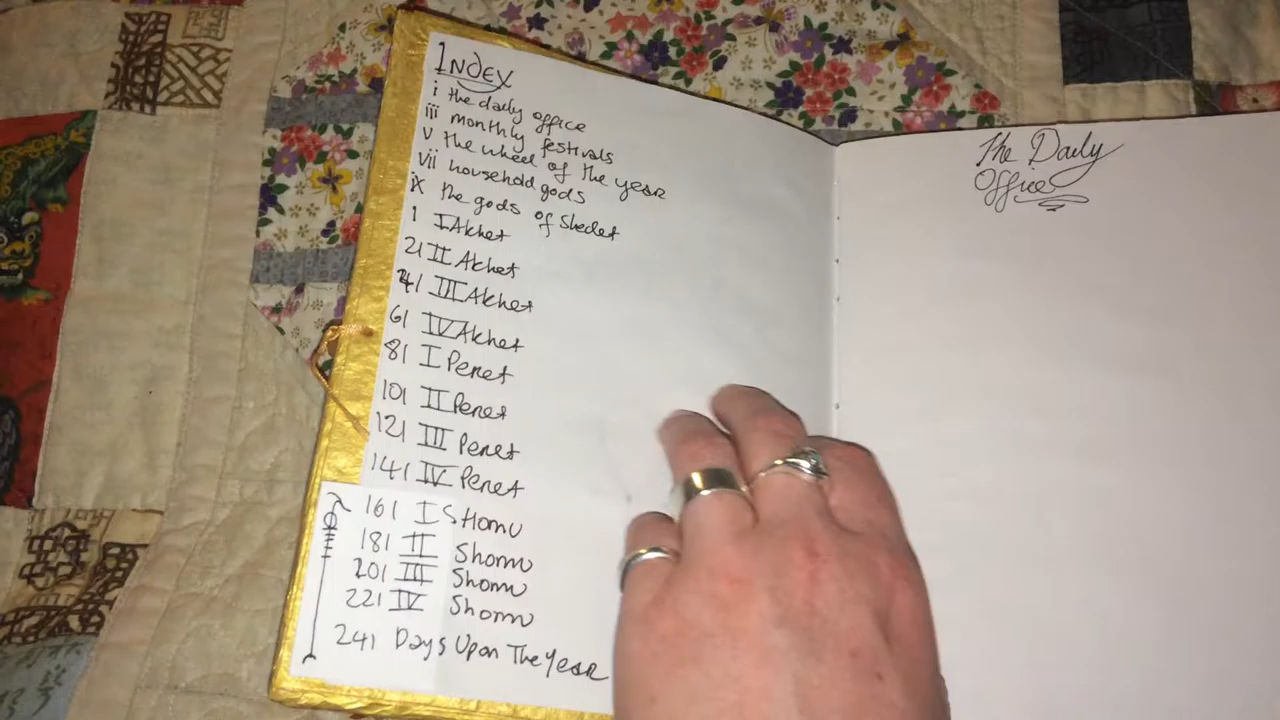 Index
i the daily office
iii monthly festivals
v the wheel of the year
vii household gods
ix the gods of Shedet
1 I Akhet
21 II Akhet
41 III Akhet
61 IV Akhet
81 I Peret
101 II Peret
121 III Peret
141 IV Peret
161 I SHomu
181 II Shomu
201 III Shomu
221 IV Shomu
241 Days Upon The Year
The Daily
Office